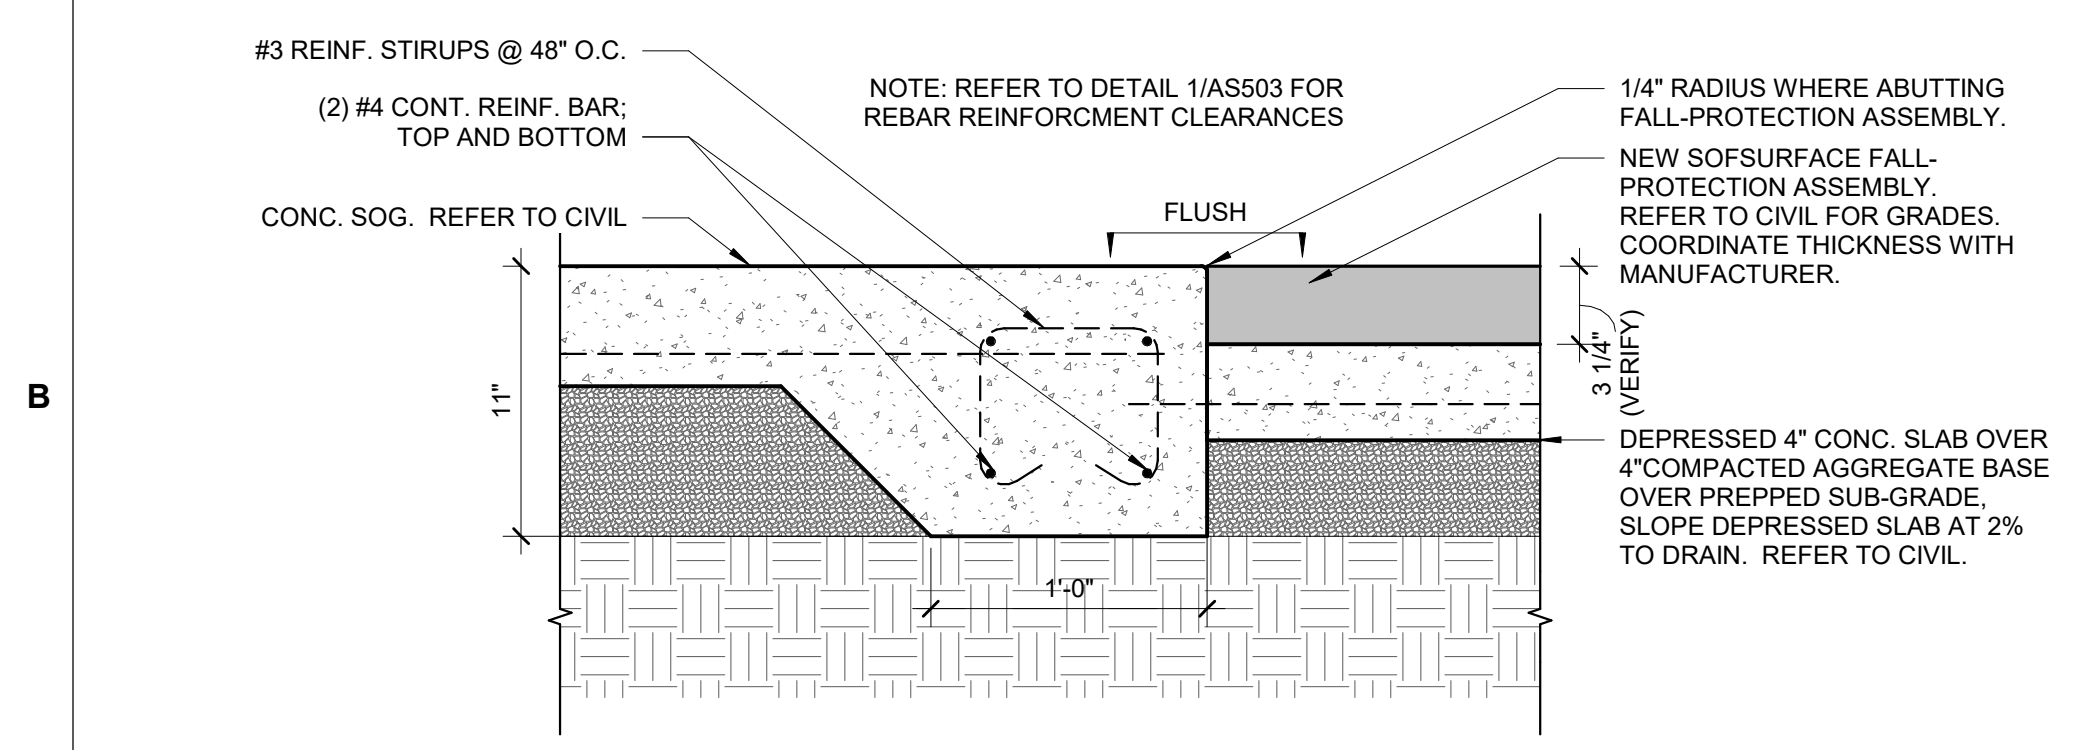 #3 REINF. STIRUPS @ 48" O.C.
(2) #4 CONT. REINF. BAR;
TOP AND BOTTOM
CONC. SOG. REFER TO CIVIL
NOTE: REFER TO DETAIL 1/AS503 FOR
REBAR REINFORCMENT CLEARANCES
FLUSH
1/4" RADIUS WHERE ABUTTING
FALL-PROTECTION ASSEMBLY.
NEW SOFSURFACE FALL-
PROTECTION ASSEMBLY.
REFER TO CIVIL FOR GRADES.
COORDINATE THICKNESS WITH
MANUFACTURER.
3 1/4"
(VERIFY)
B
11"
1'-0"
DEPRESSED 4" CONC. SLAB OVER
4"COMPACTED AGGREGATE BASE
OVER PREPPED SUB-GRADE,
SLOPE DEPRESSED SLAB AT 2%
TO DRAIN. REFER TO CIVIL.